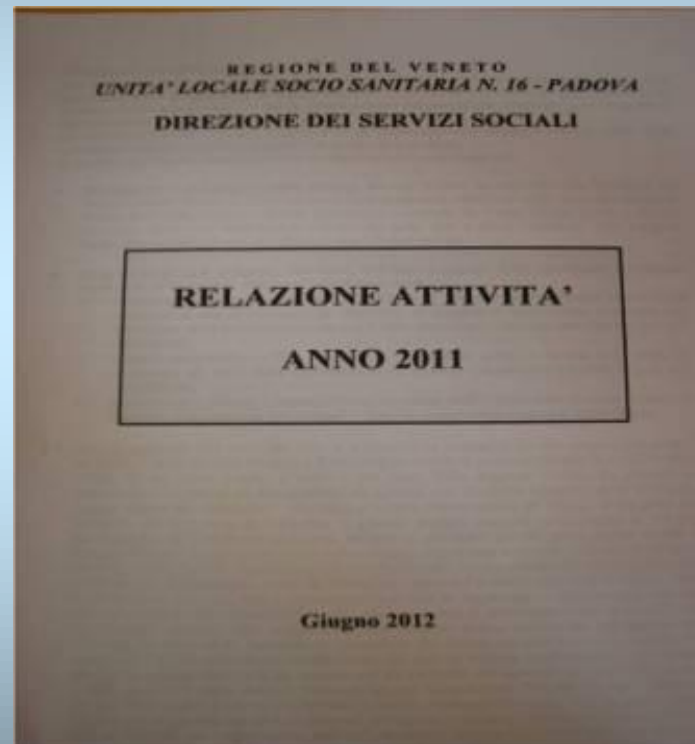 REGIONE DEL VENETO
UNITA' LOCALE SOCIO SANITARIA N. 16 - PADOVA
DIREZIONE DEI SERVIZI SOCIALI
RELAZIONE ATTIVITA'
ANNO 2011
Giugno 2012